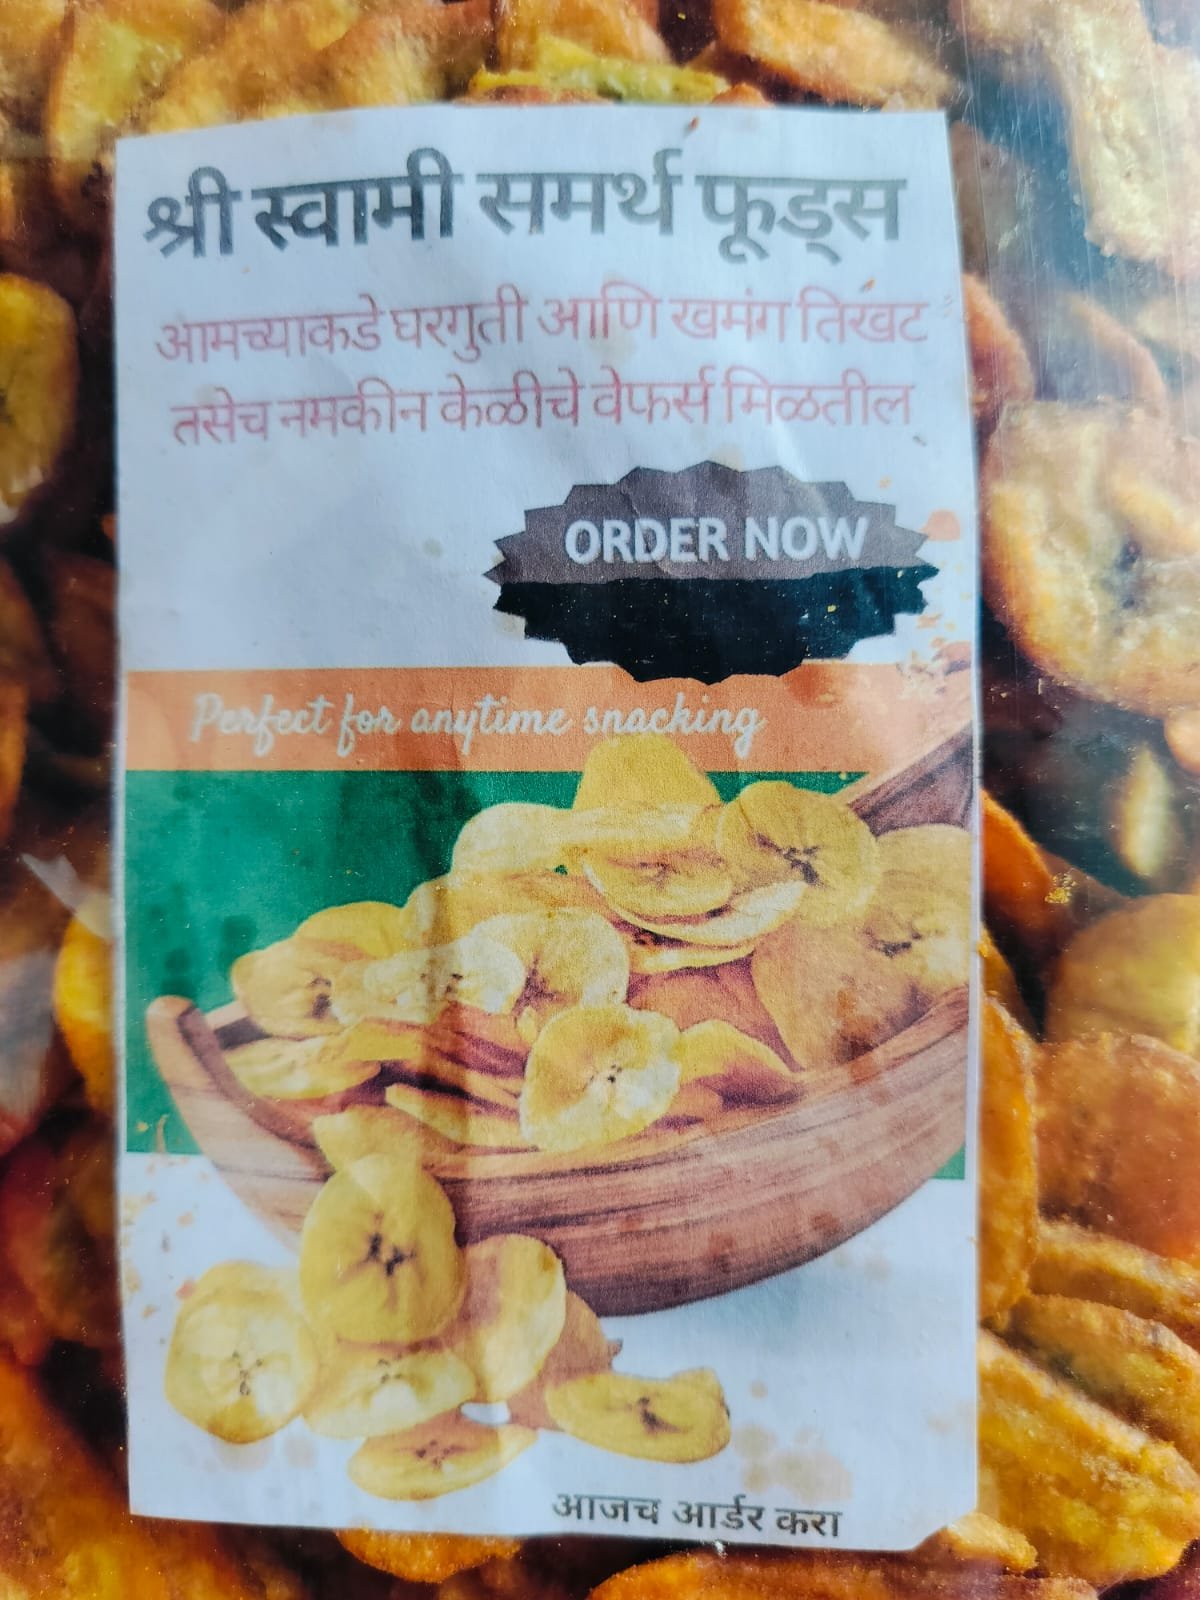 श्री स्वामी समर्थ फूड्स
आमच्याकडे घरगुती आणि खमंग तिखट
तसेच नमकीन केळीचे वेफर्स मिळतील
ORDER NOW
Perfect for anytime snacking
आजच आर्डर करा